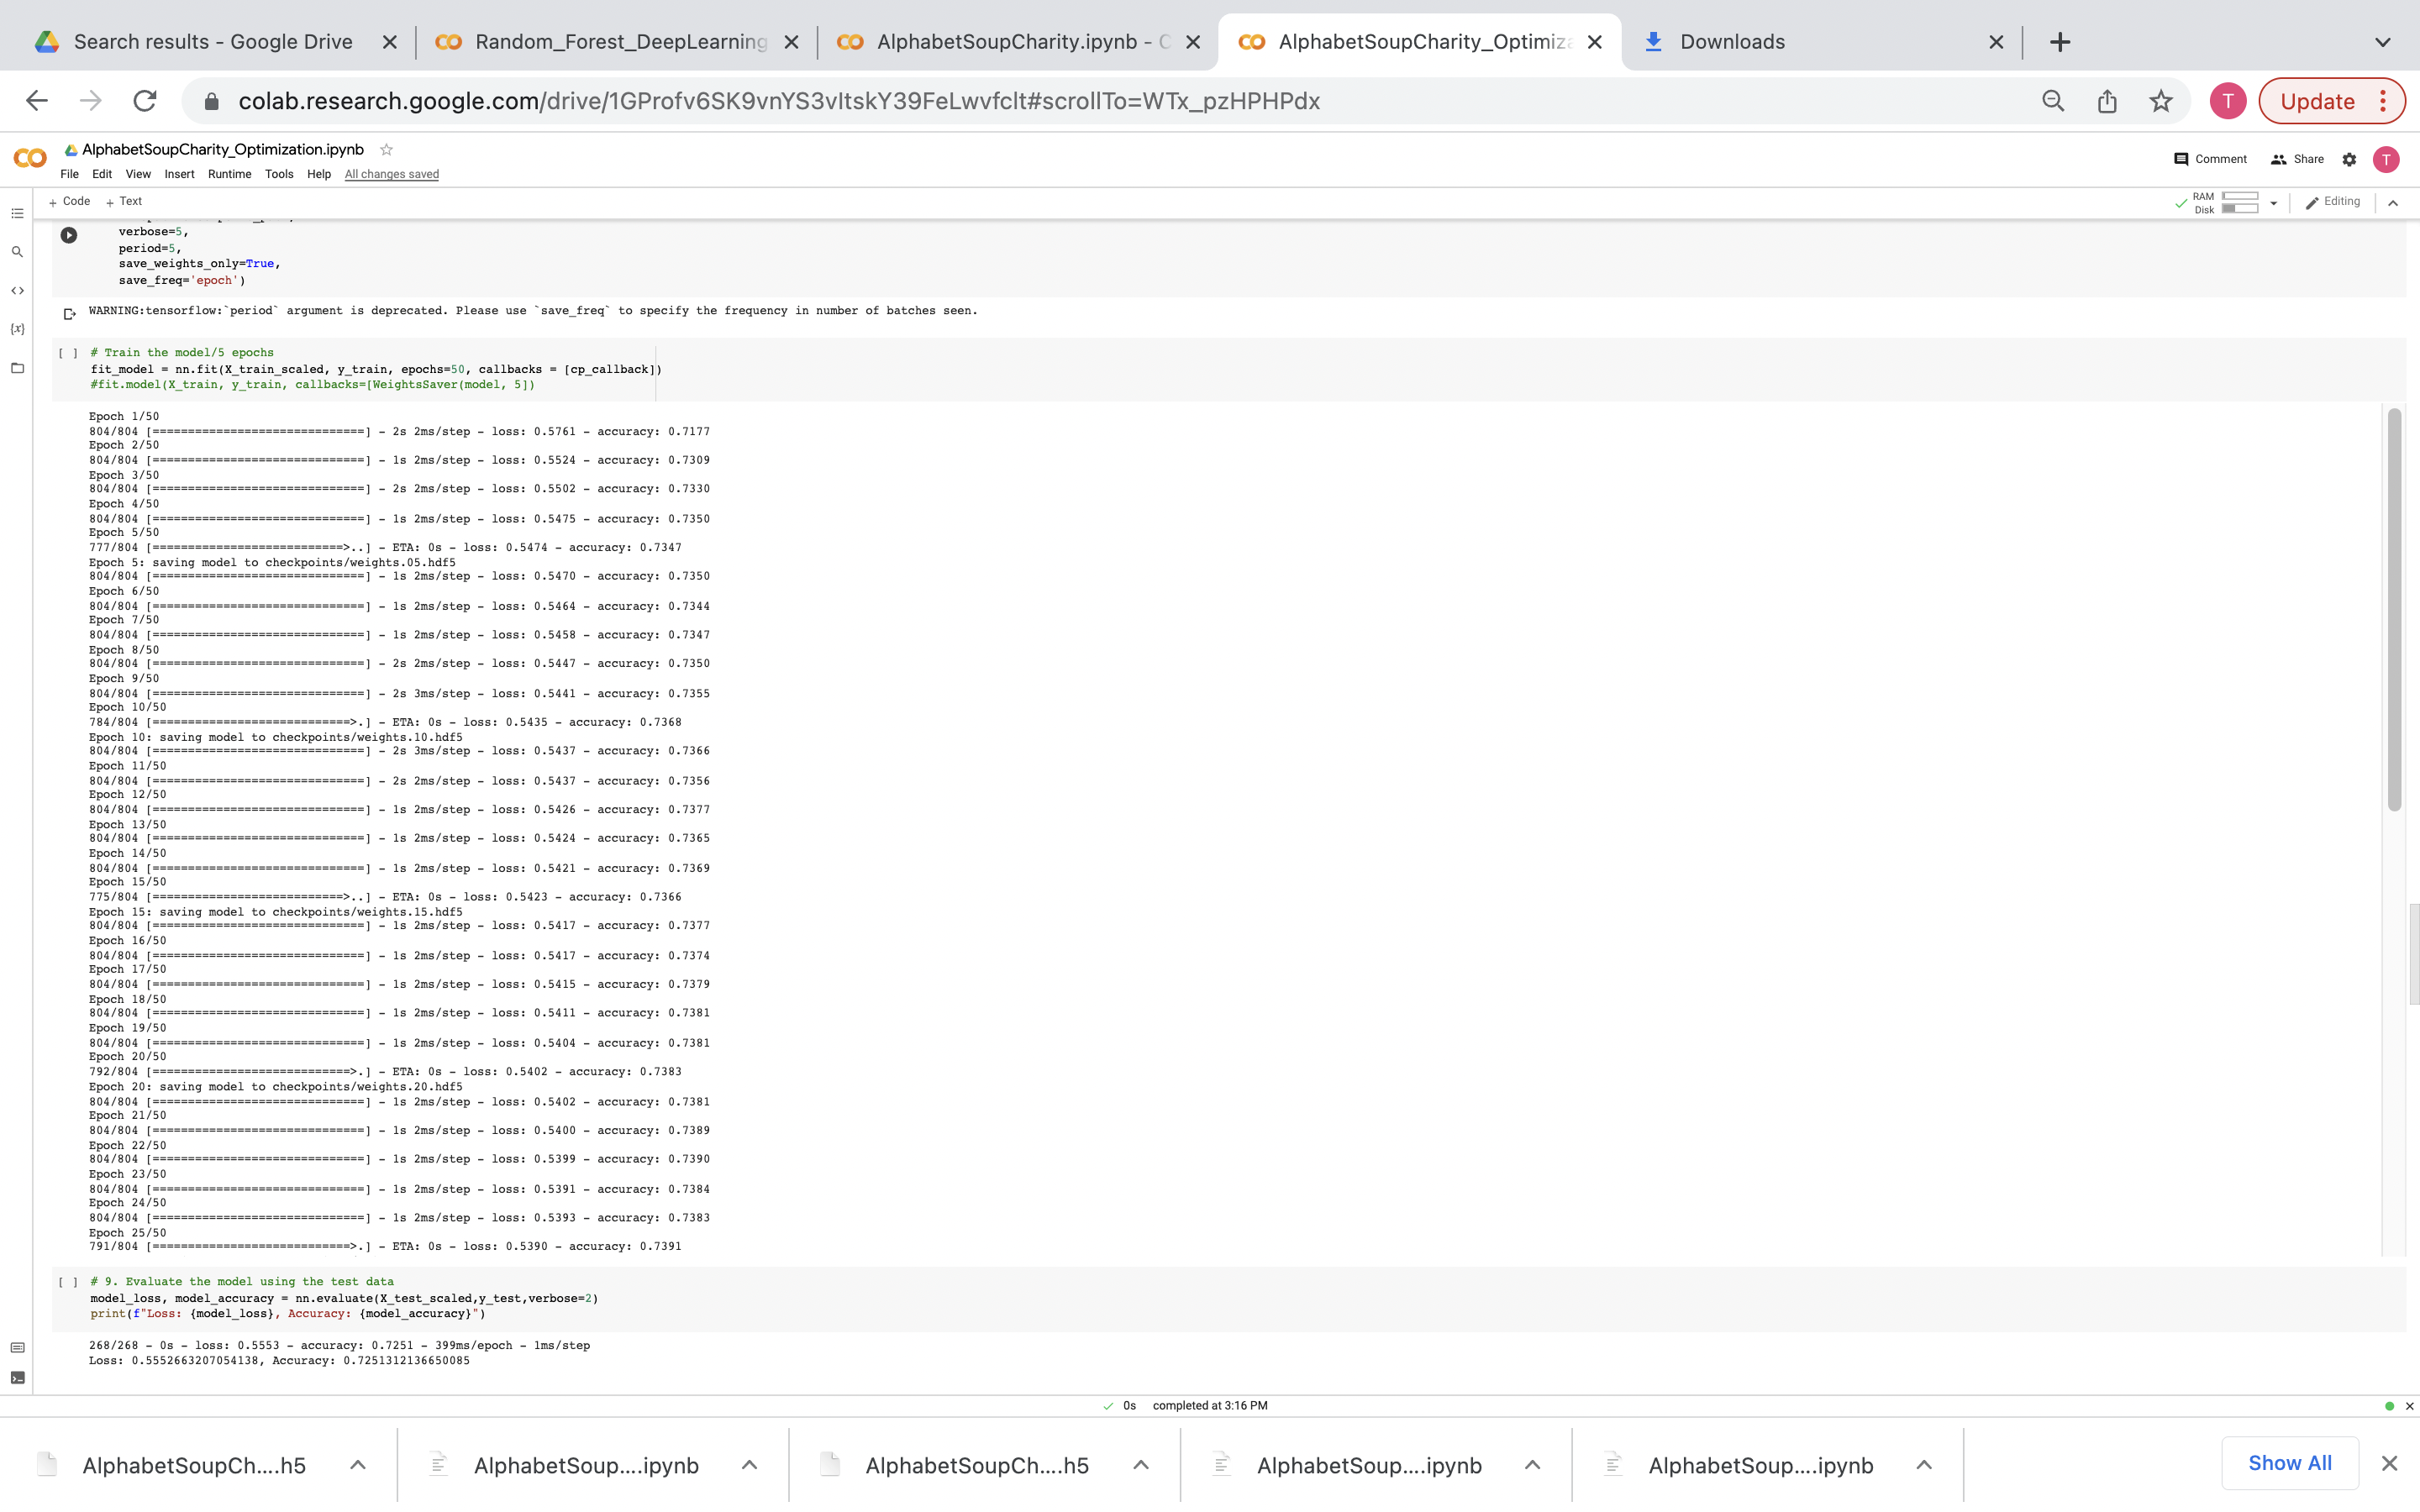 Search results - Google Drive
Random_Forest_DeepLearning
AlphabetSoupCharity.ipynb - C
AlphabetSoupCharity_Optimiza
Downloads
colab.research.google.com/drive/1GProfv6SK9vnYS3vItskY39FeLwvfclt#scrollTo=WTx_pzHPHPdx
T
Update
AlphabetSoupCharity_Optimization.ipynb
Comment
Share
T
File Edit View Insert Runtime Tools Help All changes saved
+ Code + Text
RAM
Disk
Editing
verbose=5,
period=5,
save_weights_only=True,
save_freq='epoch')
WARNING:tensorflow:`period` argument is deprecated. Please use `save_freq` to specify the frequency in number of batches seen.
[ ] # Train the model/5 epochs
fit_model = nn.fit(X_train_scaled, y_train, epochs=50, callbacks = [cp_callback])
#fit.model(X_train, y_train, callbacks=[WeightsSaver(model, 5])
Epoch 1/50
804/804 [==============================] - 2s 2ms/step - loss: 0.5761 - accuracy: 0.7177
Epoch 2/50
804/804 [==============================] - 1s 2ms/step - loss: 0.5524 - accuracy: 0.7309
Epoch 3/50
804/804 [==============================] - 2s 2ms/step - loss: 0.5502 - accuracy: 0.7330
Epoch 4/50
804/804 [==============================] - 1s 2ms/step - loss: 0.5475 - accuracy: 0.7350
Epoch 5/50
777/804 [===========================>..] - ETA: 0s - loss: 0.5474 - accuracy: 0.7347
Epoch 5: saving model to checkpoints/weights.05.hdf5
804/804 [==============================] - 1s 2ms/step - loss: 0.5470 - accuracy: 0.7350
Epoch 6/50
804/804 [==============================] - 1s 2ms/step - loss: 0.5464 - accuracy: 0.7344
Epoch 7/50
804/804 [==============================] - 1s 2ms/step - loss: 0.5458 - accuracy: 0.7347
Epoch 8/50
804/804 [==============================] - 2s 2ms/step - loss: 0.5447 - accuracy: 0.7350
Epoch 9/50
804/804 [==============================] - 2s 3ms/step - loss: 0.5441 - accuracy: 0.7355
Epoch 10/50
784/804 [============================>.] - ETA: 0s - loss: 0.5435 - accuracy: 0.7368
Epoch 10: saving model to checkpoints/weights.10.hdf5
804/804 [==============================] - 2s 3ms/step - loss: 0.5437 - accuracy: 0.7366
Epoch 11/50
804/804 [==============================] - 2s 2ms/step - loss: 0.5437 - accuracy: 0.7356
Epoch 12/50
804/804 [==============================] - 1s 2ms/step - loss: 0.5426 - accuracy: 0.7377
Epoch 13/50
804/804 [==============================] - 1s 2ms/step - loss: 0.5424 - accuracy: 0.7365
Epoch 14/50
804/804 [==============================] - 1s 2ms/step - loss: 0.5421 - accuracy: 0.7369
Epoch 15/50
775/804 [===========================>..] - ETA: 0s - loss: 0.5423 - accuracy: 0.7366
Epoch 15: saving model to checkpoints/weights.15.hdf5
804/804 [==============================] - 1s 2ms/step - loss: 0.5417 - accuracy: 0.7377
Epoch 16/50
804/804 [==============================] - 1s 2ms/step - loss: 0.5417 - accuracy: 0.7374
Epoch 17/50
804/804 [==============================] - 1s 2ms/step - loss: 0.5415 - accuracy: 0.7379
Epoch 18/50
804/804 [==============================] - 1s 2ms/step - loss: 0.5411 - accuracy: 0.7381
Epoch 19/50
804/804 [==============================] - 1s 2ms/step - loss: 0.5404 - accuracy: 0.7381
Epoch 20/50
792/804 [============================>.] - ETA: 0s - loss: 0.5402 - accuracy: 0.7383
Epoch 20: saving model to checkpoints/weights.20.hdf5
804/804 [==============================] - 1s 2ms/step - loss: 0.5402 - accuracy: 0.7381
Epoch 21/50
804/804 [==============================] - 1s 2ms/step - loss: 0.5400 - accuracy: 0.7389
Epoch 22/50
804/804 [==============================] - 1s 2ms/step - loss: 0.5399 - accuracy: 0.7390
Epoch 23/50
804/804 [==============================] - 1s 2ms/step - loss: 0.5391 - accuracy: 0.7384
Epoch 24/50
804/804 [==============================] - 1s 2ms/step - loss: 0.5393 - accuracy: 0.7383
Epoch 25/50
791/804 [============================>.] - ETA: 0s - loss: 0.5390 - accuracy: 0.7391
[ ] # 9. Evaluate the model using the test data
model_loss, model_accuracy = nn.evaluate(X_test_scaled,y_test,verbose=2)
print(f"Loss: {model_loss}, Accuracy: {model_accuracy}")
268/268 - 0s - loss: 0.5553 - accuracy: 0.7251 - 399ms/epoch - 1ms/step
Loss: 0.5552663207054138, Accuracy: 0.7251312136650085
0s completed at 3:16 PM
AlphabetSoupCh....h5
AlphabetSoup....ipynb
AlphabetSoupCh....h5
AlphabetSoup....ipynb
AlphabetSoup....ipynb
Show All